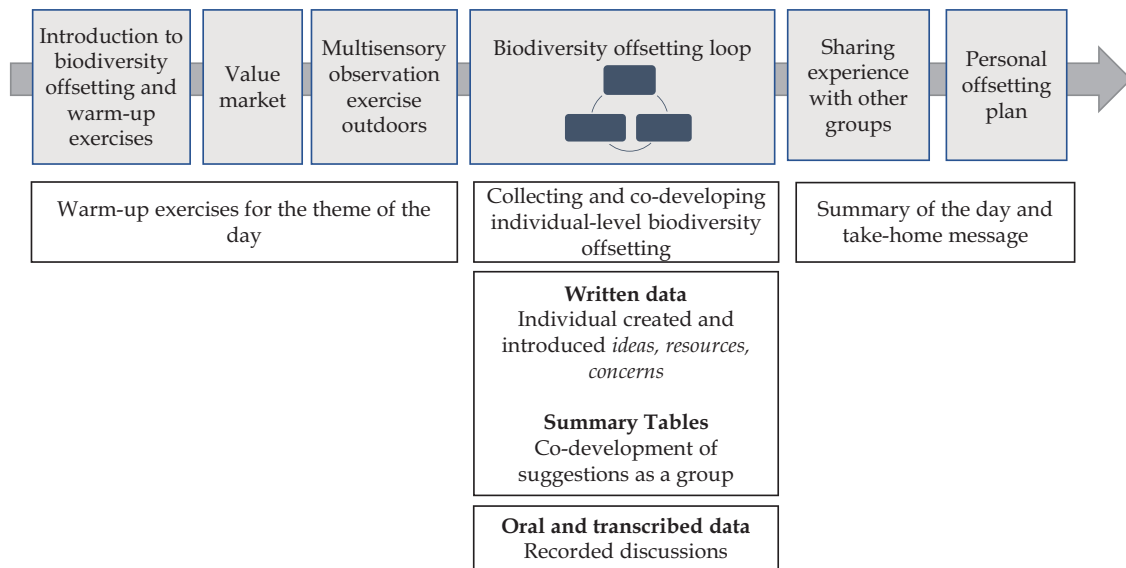 Introduction to
biodiversity
offsetting and
warm-up
exercises
Value
market
Multisensory
observation
exercise
outdoors
Biodiversity offsetting loop
Sharing
experience
with other
groups
Personal
offsetting
plan
Warm-up exercises for the theme of the
day
Collecting and co-developing
individual-level biodiversity
offsetting
Summary of the day and
take-home message
Written data
Individual created and
introduced ideas, resources,
concerns
Summary Tables
Co-development of
suggestions as a group
Oral and transcribed data
Recorded discussions